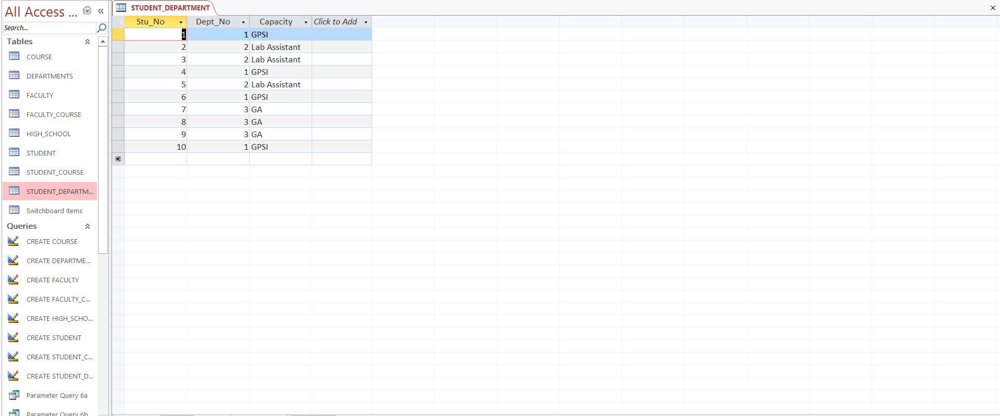 All Access ...
Search...
Tables
COURSE
DEPARTMENTS
FACULTY
FACULTY_COURSE
HIGH_SCHOOL
STUDENT
STUDENT_COURSE
STUDENT_DEPARTM...
Switchboard Items
Queries
CREATE COURSE
CREATE DEPARTME...
CREATE FACULTY
CREATE FACULTY_C...
CREATE HIGH_SCHO...
CREATE STUDENT
CREATE STUDENT_C...
CREATE STUDENT_D...
Parameter Query 6a
Parameter Query 6b
STUDENT_DEPARTMENT
Stu_No Dept_No Capacity Click to Add
1 1 GPSI
2 2 Lab Assistant
3 2 Lab Assistant
4 1 GPSI
5 2 Lab Assistant
6 1 GPSI
7 3 GA
8 3 GA
9 3 GA
10 1 GPSI